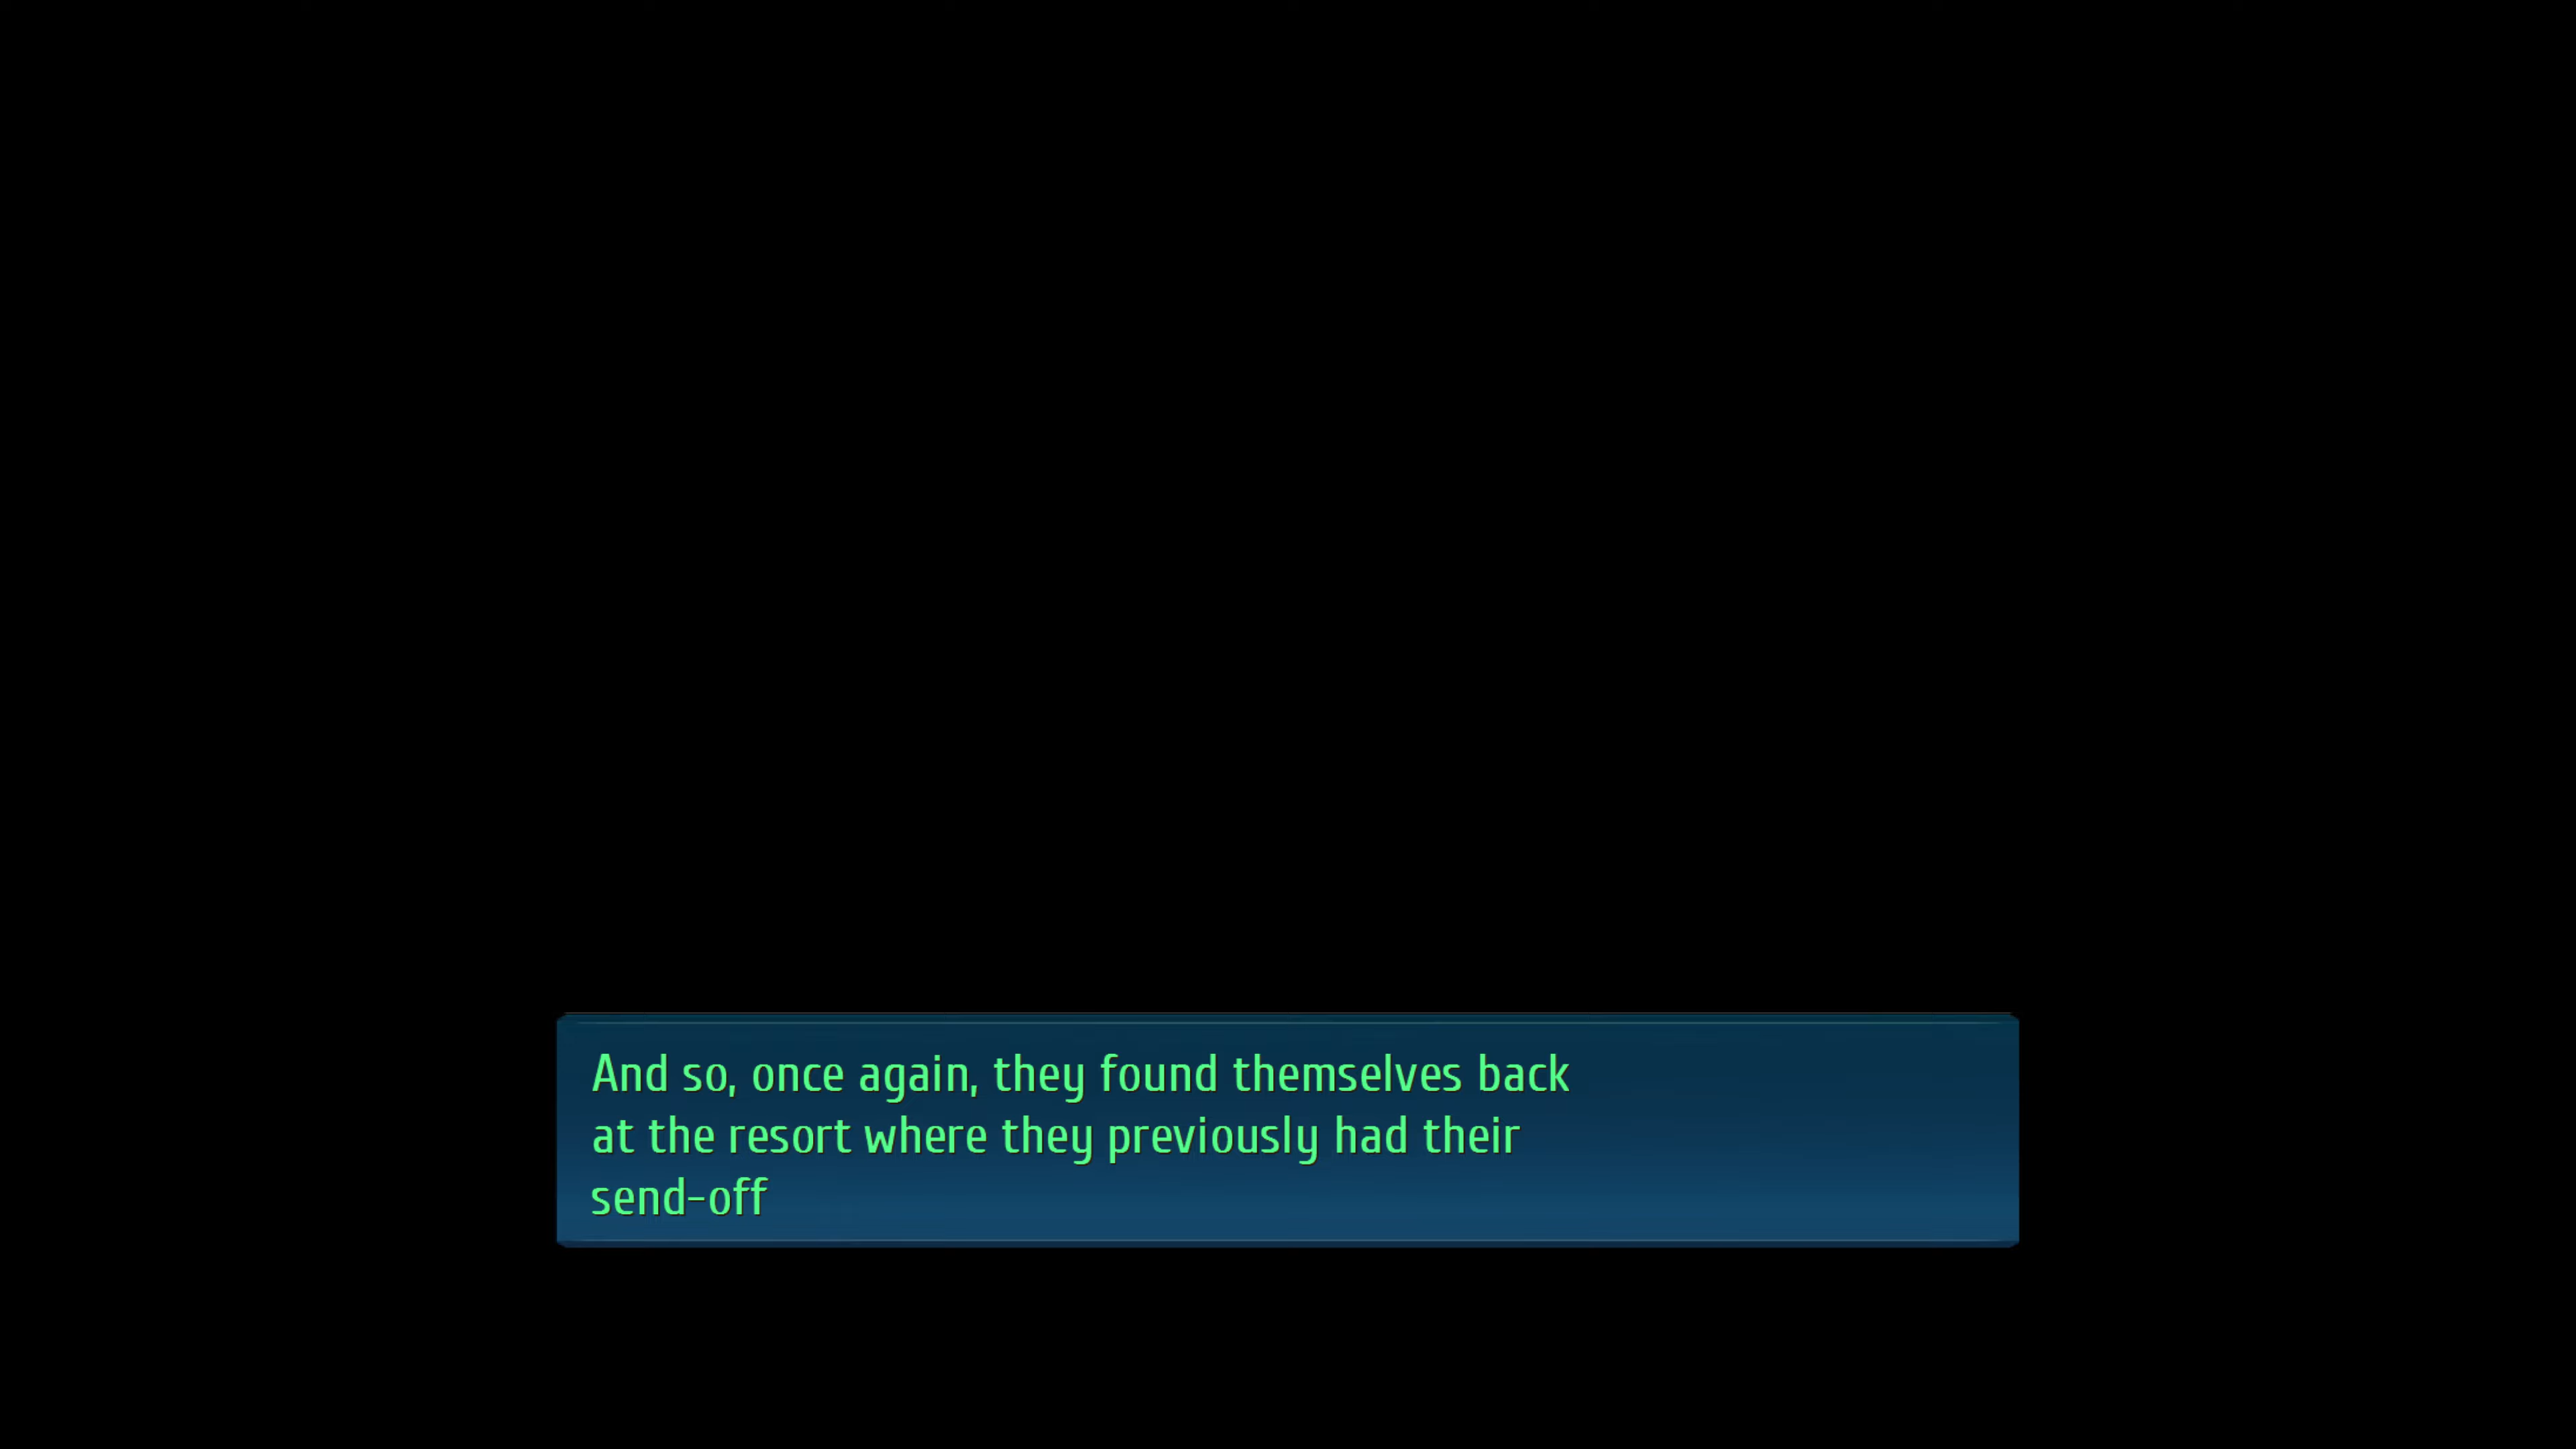 And so, once again, they found themselves back
at the resort where they previously had their
send-off